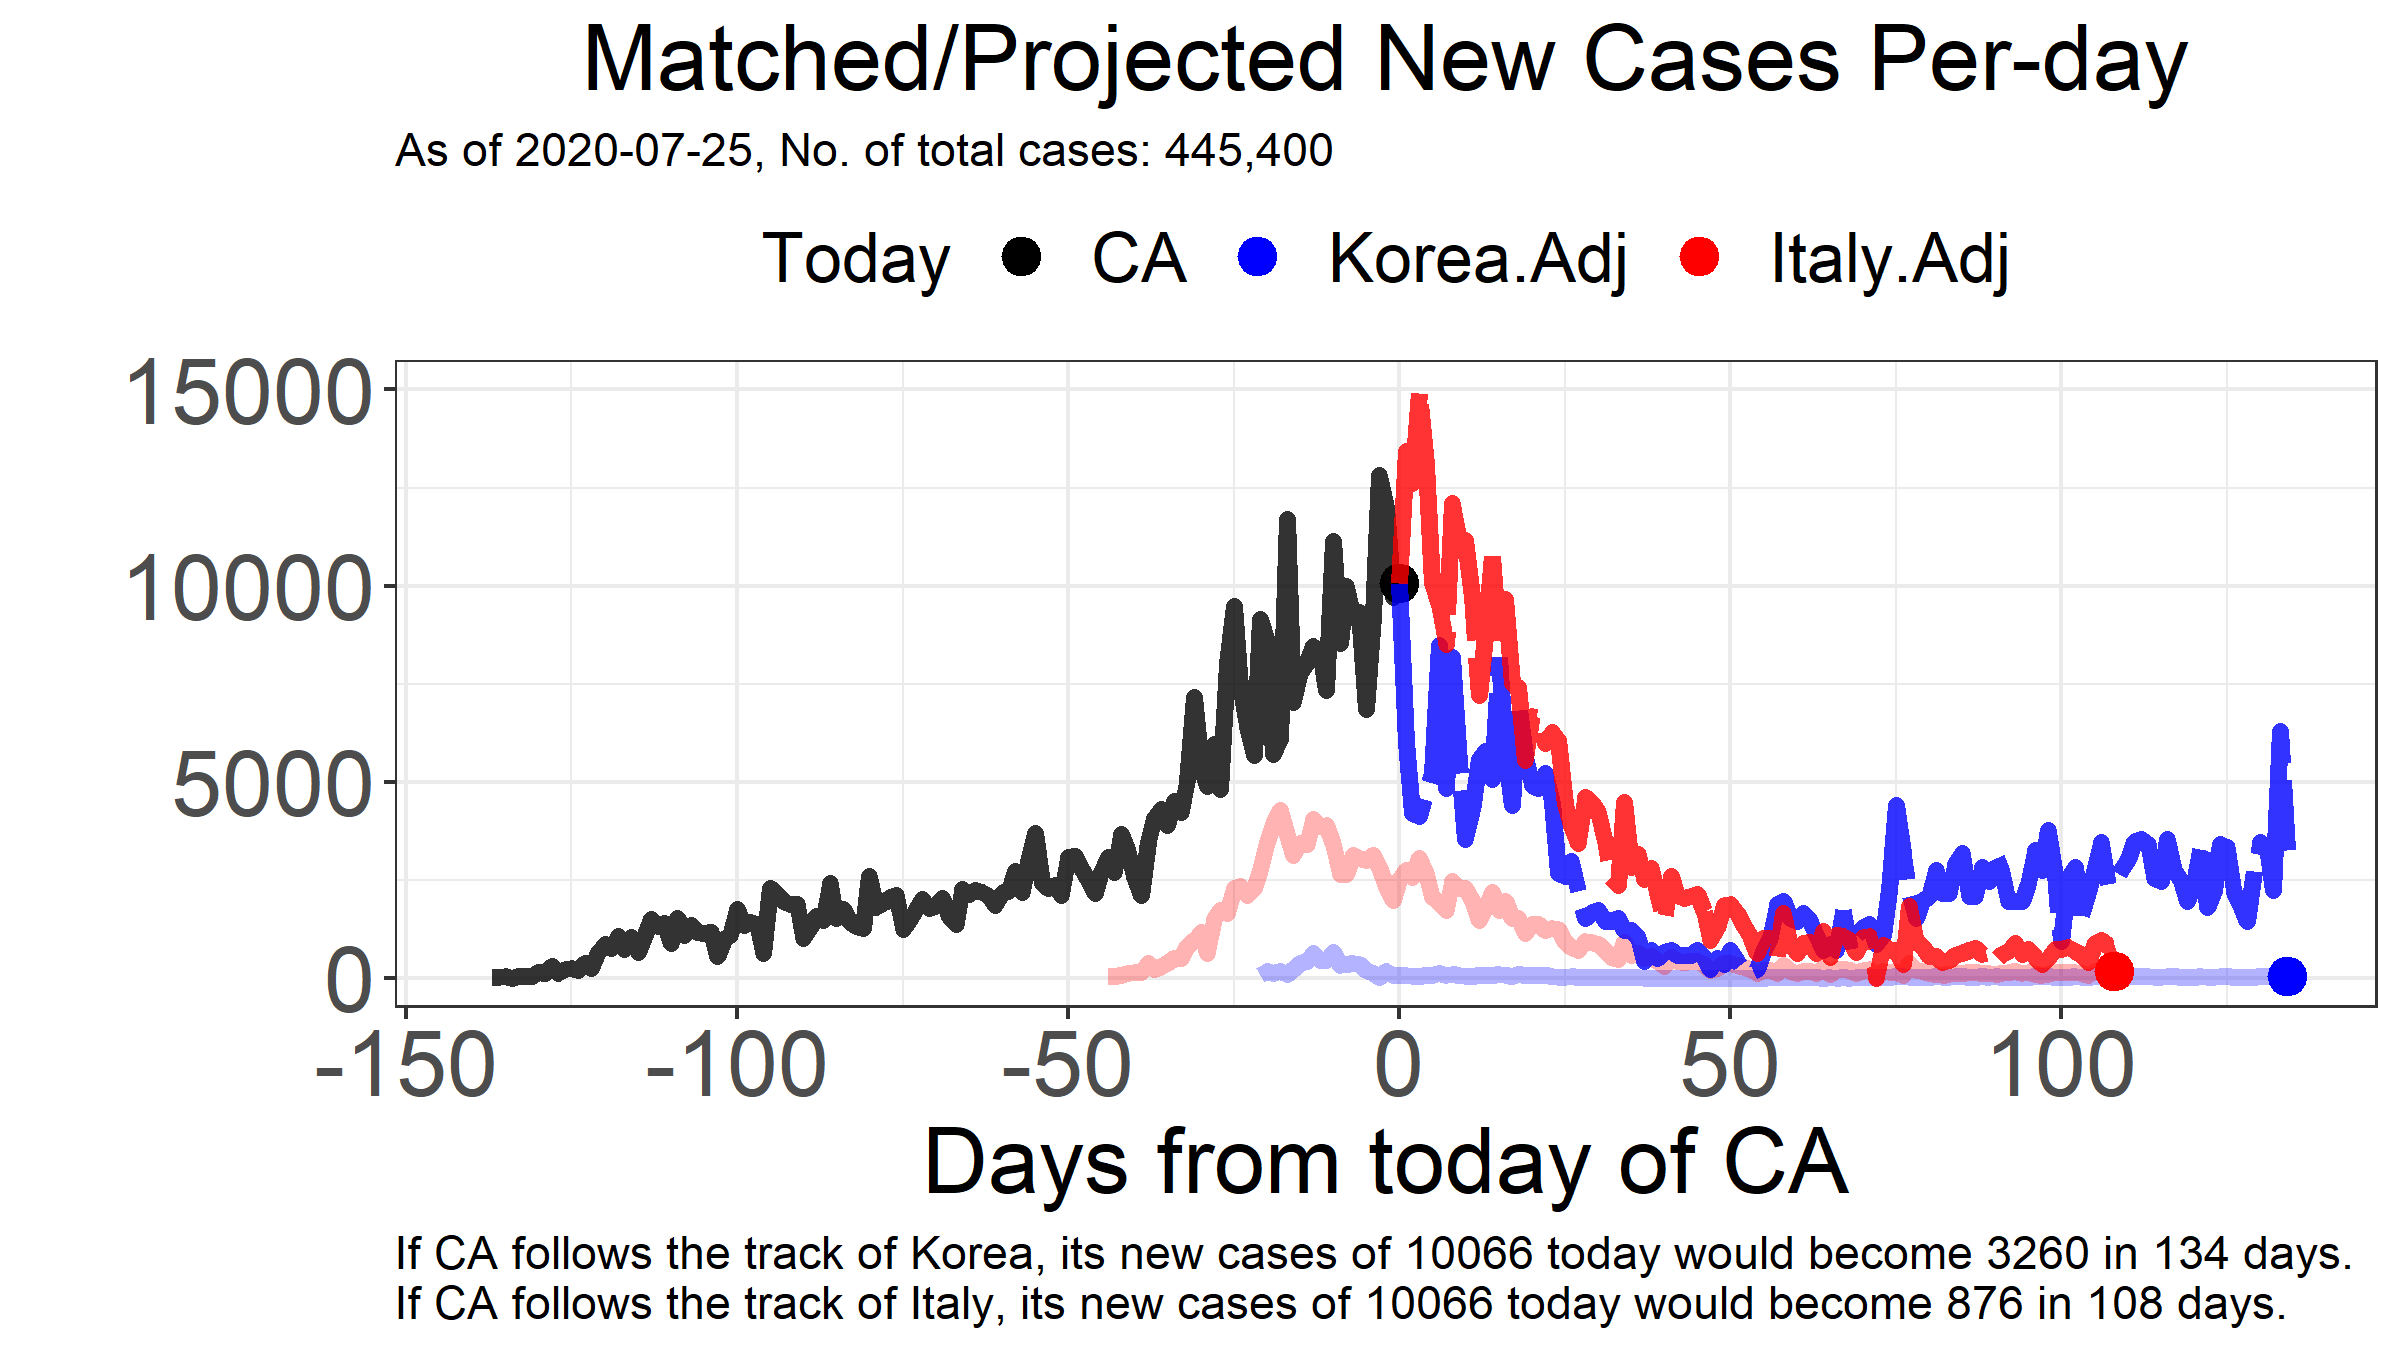 Matched/Projected New Cases Per-day
As of 2020-07-25, No. of total cases: 445,400
Today CA Korea.Adj Italy.Adj
15000
10000
5000
0
-150 -100 -50 0 50 100
Days from today of CA
If CA follows the track of Korea, its new cases of 10066 today would become 3260 in 134 days.
If CA follows the track of Italy, its new cases of 10066 today would become 876 in 108 days.